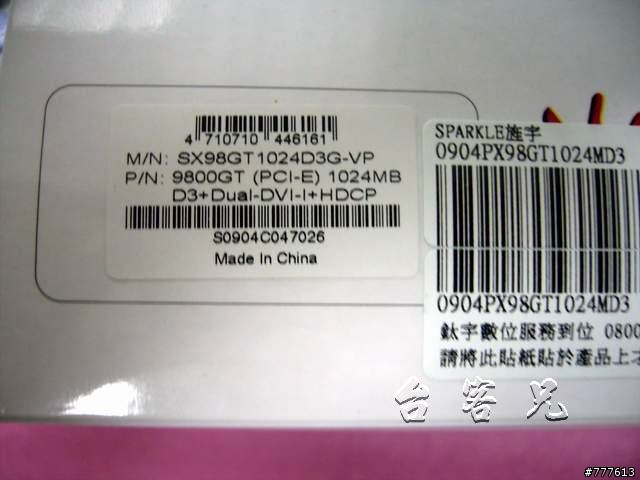 4 710710 446161
M/N: SX98GT1024D3G-VP
P/N: 9800GT (PCI-E) 1024MB
D3+Dual-DVI-I+HDCP
S0904C047026
Made In China
SPARKLE旌宇
0904PX98GT1024MD3
0904PX98GT1024MD3
鈦宇數位服務到位 0800
請將此貼紙貼於產品上
台客兄
#777613